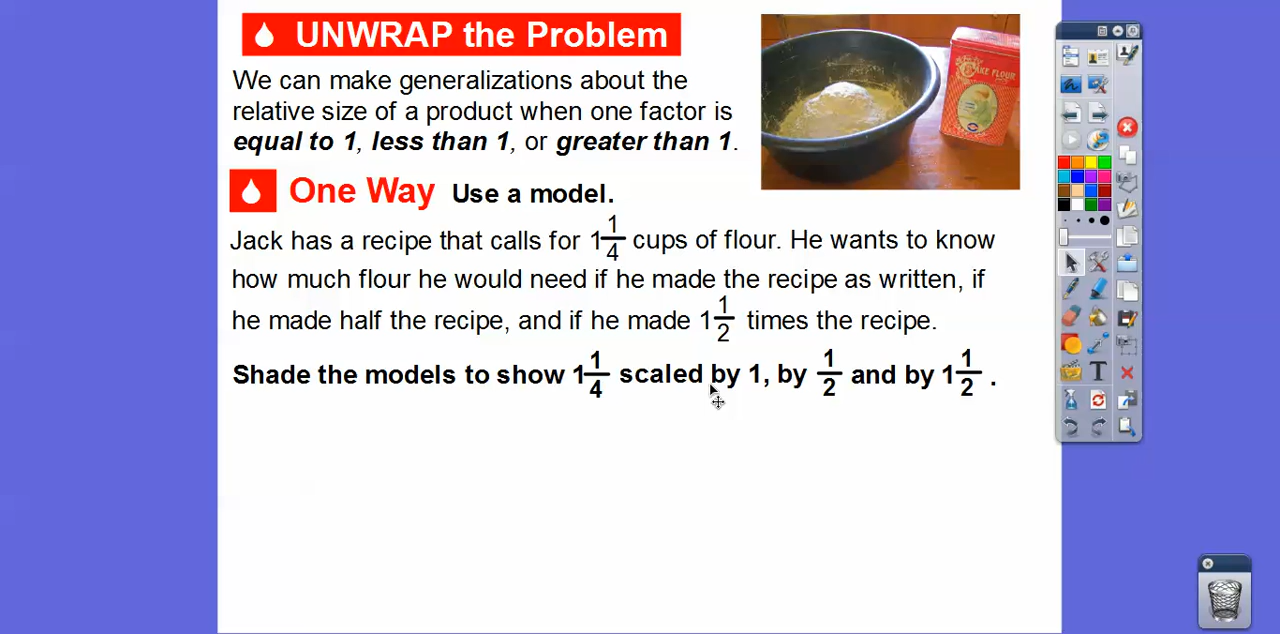 UNWRAP the Problem
We can make generalizations about the
relative size of a product when one factor is
equal to 1, less than 1, or greater than 1.
One Way Use a model.
Jack has a recipe that calls for 1 1/4 cups of flour. He wants to know
how much flour he would need if he made the recipe as written, if
he made half the recipe, and if he made 1 1/2 times the recipe.
Shade the models to show 1 1/4 scaled by 1, by 1/2 and by 1 1/2 .
CAKE FLOUR
T